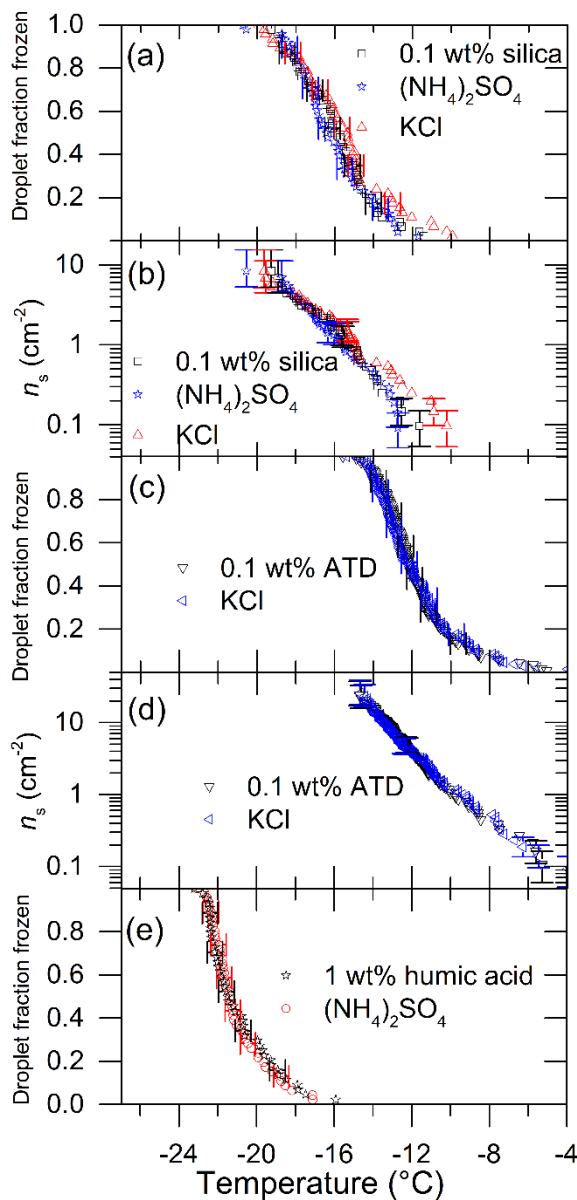 (a)
1.0
0.8
0.6
0.4
0.2
Droplet fraction frozen
0.1 wt% silica
(NH₄)₂SO₄
KCl
(b)
10
1
0.1
nₛ (cm⁻²)
0.1 wt% silica
(NH₄)₂SO₄
KCl
(c)
0.8
0.6
0.4
0.2
Droplet fraction frozen
0.1 wt% ATD
KCl
(d)
10
1
0.1
nₛ (cm⁻²)
0.1 wt% ATD
KCl
(e)
0.8
0.6
0.4
0.2
0.0
Droplet fraction frozen
1 wt% humic acid
(NH₄)₂SO₄
-24 -20 -16 -12 -8 -4
Temperature (°C)